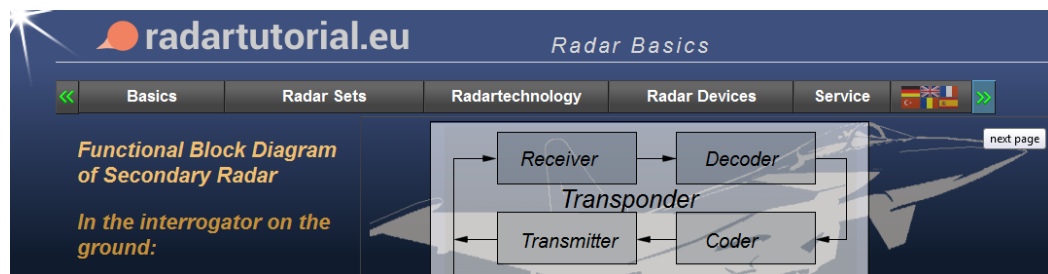 radartutorial.eu
Radar Basics
«
Basics
Radar Sets
Radartechnology
Radar Devices
Service
»
next page
Functional Block Diagram
of Secondary Radar
In the interrogator on the
ground:
Receiver
Decoder
Transponder
Transmitter
Coder